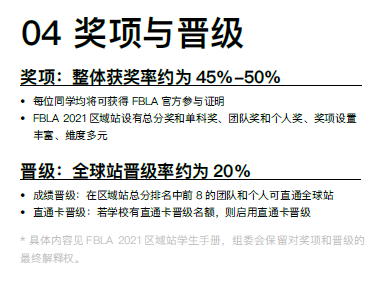 04 奖项与晋级
奖项：整体获奖率约为 45%–50%
• 每位同学均将可获得 FBLA 官方参与证明
• FBLA 2021 区域站设有总分奖和单科奖、团队奖和个人奖、奖项设置
丰富、维度多元
晋级：全球站晋级率约为 20%
• 成绩晋级：在区域站总分排名中前 8 的团队和个人可直通全球站
• 直通卡晋级：若学校有直通卡晋级名额，则启用直通卡晋级
* 具体内容见 FBLA 2021 区域站学生手册，组委会保留对奖项和晋级的
最终解释权。